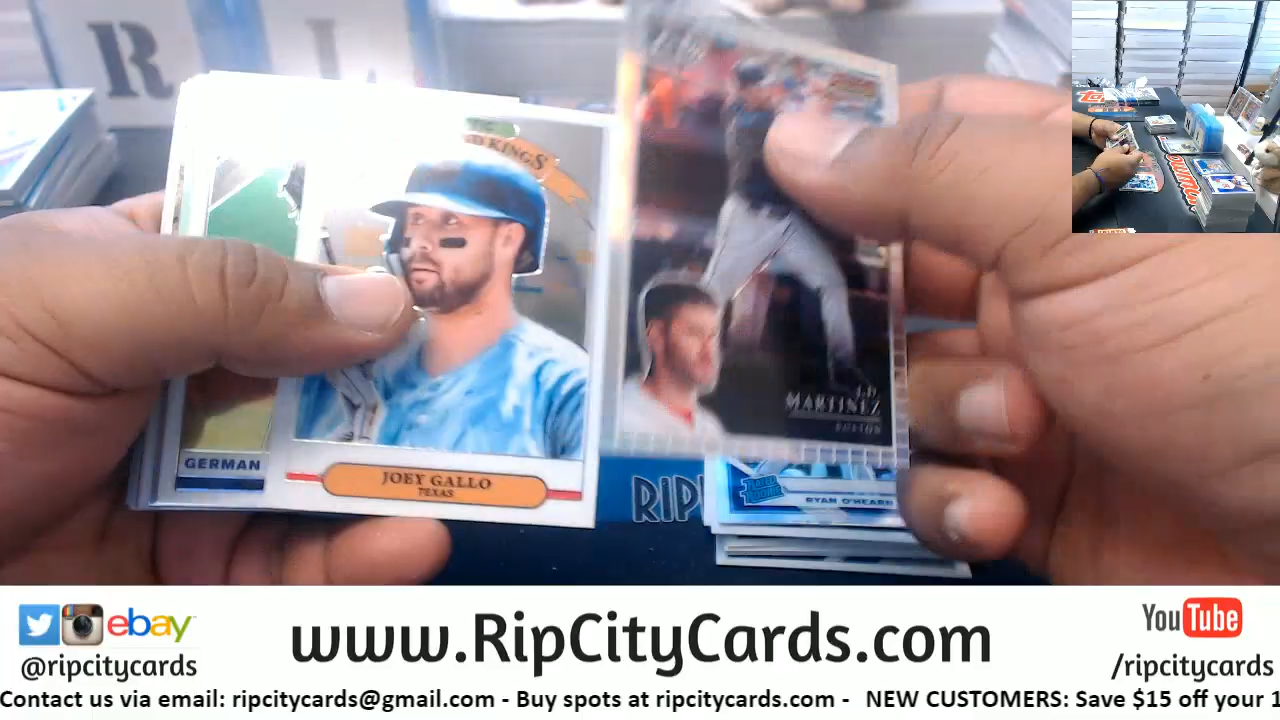 R L
KINGS
GERMAN
JOEY GALLO
TEXAS
J.D.
MARTINEZ
BOSTON
RIP
RATED ROOKIE
RYAN O'HEARN
ebay
@ripcitycards
www.RipCityCards.com
YouTube
/ripcitycards
Contact us via email: ripcitycards@gmail.com - Buy spots at ripcitycards.com - NEW CUSTOMERS: Save $15 off your 1